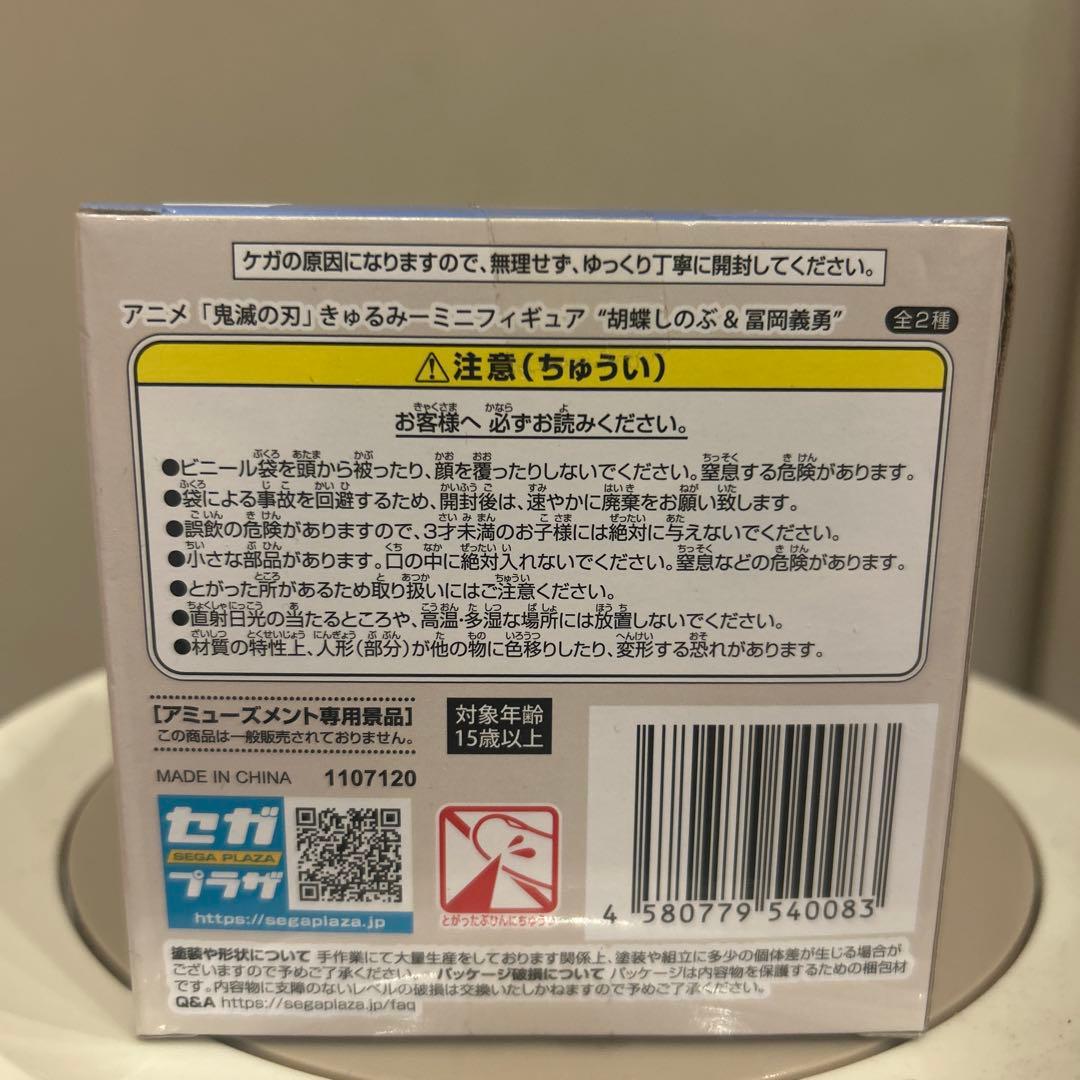 ケガの原因になりますので、無理せず、ゆっくり丁寧に開封してください。
アニメ「鬼滅の刃」きゅるみーミニフィギュア “胡蝶しのぶ&冨岡義勇” 全2種
⚠注意(ちゅうい)
お客様へ 必ずお読みください。
●ビニール袋を頭から被ったり、顔を覆ったりしないでください。窒息する危険があります。
●袋による事故を回避するため、開封後は、速やかに廃棄をお願い致します。
●誤飲の危険がありますので、3才未満のお子様には絶対に与えないでください。
●小さな部品があります。口の中に絶対入れないでください。窒息などの危険があります。
●とがった所があるため取り扱いにはご注意ください。
●直射日光の当たるところや、高温・多湿な場所には放置しないでください。
●材質の特性上、人形(部分)が他の物に色移りしたり、変形する恐れがあります。
[アミューズメント専用景品]
この商品は一般販売されておりません。
対象年齢
15歳以上
MADE IN CHINA 1107120
セガ
SEGA PLAZA
プラザ
https://segaplaza.jp
とがったぶひんにちゅうい
4 580779 540083
塗装や形状について 手作業にて大量生産をしております関係上、塗装や組立に多少の個体差が生じる場合が
ございますので予めご了承ください。 パッケージ破損について パッケージは内容物を保護するための梱包材
です。内容物に支障のないレベルの破損は交換いたしかねますので予めご了承ください。
Q&A https://segaplaza.jp/faq